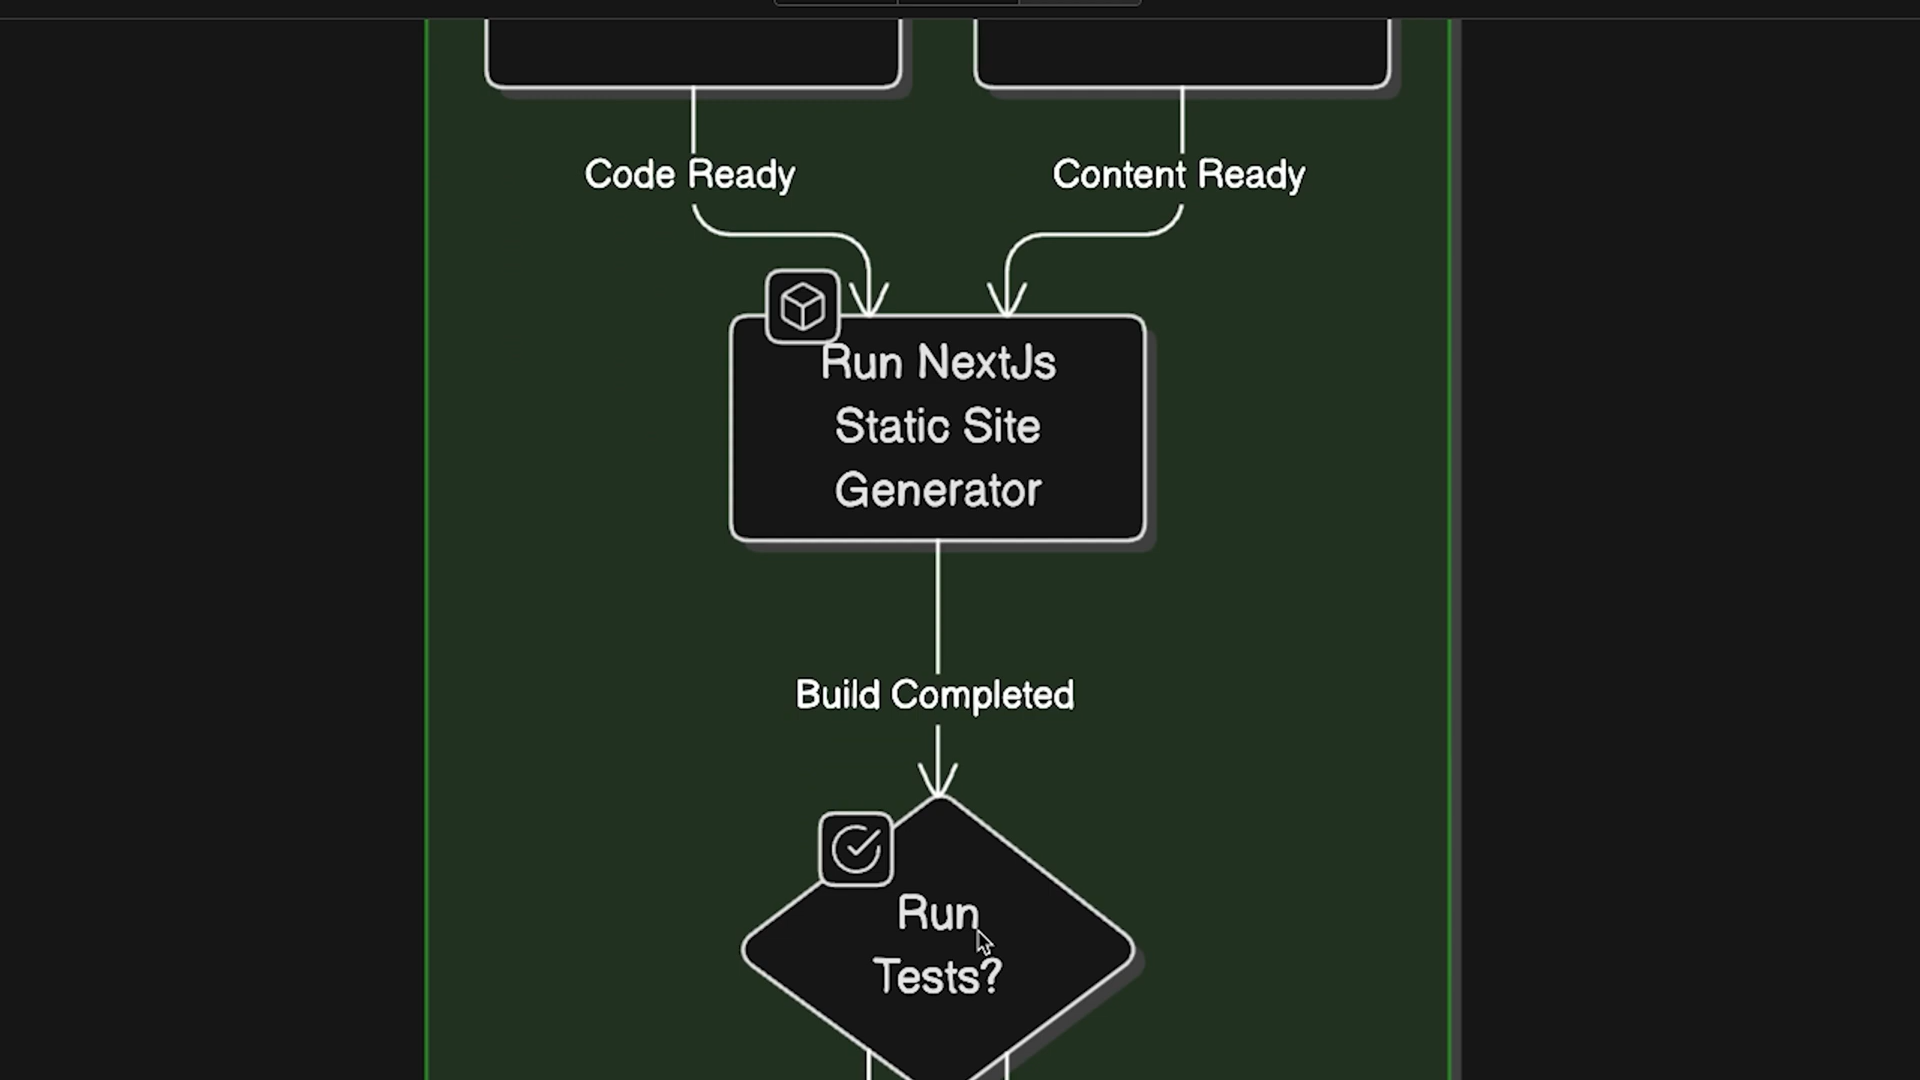 Code Ready
Content Ready
Run NextJs
Static Site
Generator
Build Completed
Run
Tests?